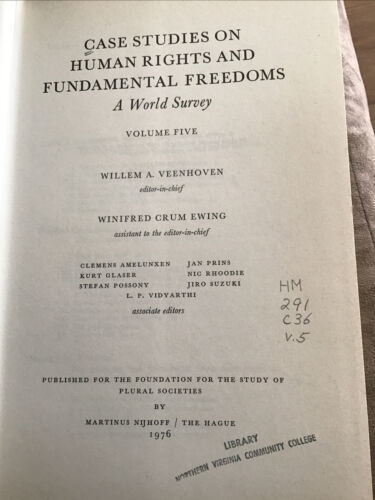 CASE STUDIES ON
HUMAN RIGHTS AND
FUNDAMENTAL FREEDOMS
A World Survey
VOLUME FIVE
WILLEM A. VEENHOVEN
editor-in-chief
WINIFRED CRUM EWING
assistant to the editor-in-chief
CLEMENS AMELUNXEN JAN PRINS
KURT GLASER NIC RHOODIE
STEFAN POSSONY JIRO SUZUKI
L. P. VIDYARTHI
associate editors
HM
291
C36
v.5
PUBLISHED FOR THE FOUNDATION FOR THE STUDY OF
PLURAL SOCIETIES
BY
MARTINUS NIJHOFF / THE HAGUE
1976
LIBRARY
NORTHERN VIRGINIA COMMUNITY COLLEGE